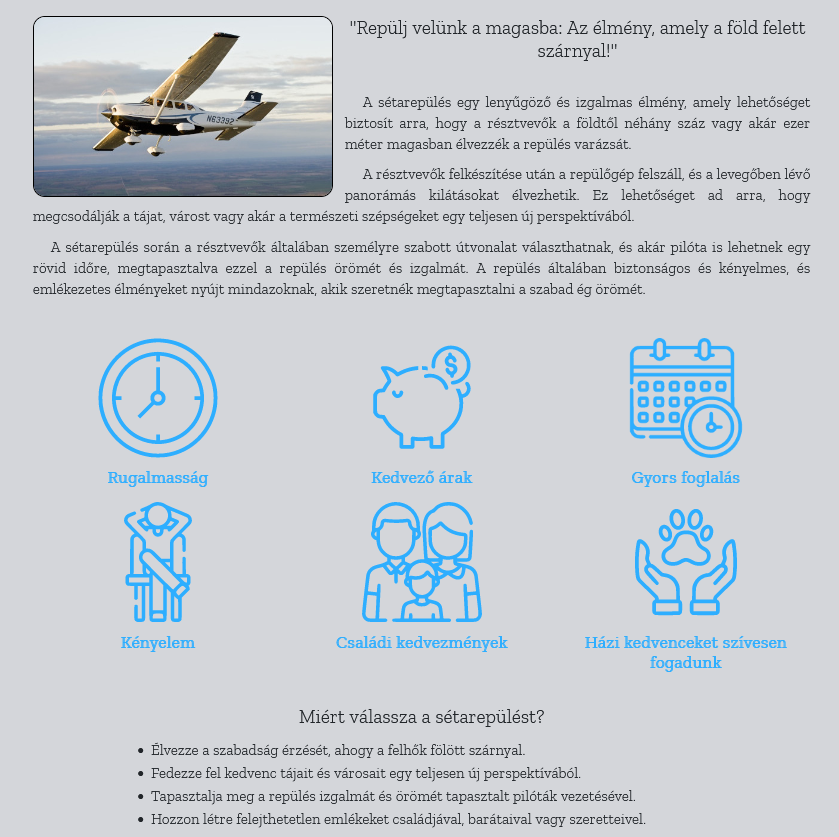 "Repülj velünk a magasba: Az élmény, amely a föld felett
szárnyal!"
N63392
A sétarepülés egy lenyűgöző és izgalmas élmény, amely lehetőséget
biztosít arra, hogy a résztvevők a földtől néhány száz vagy akár ezer
méter magasban élvezzék a repülés varázsát.
A résztvevők felkészítése után a repülőgép felszáll, és a levegőben lévő
panorámás kilátásokat élvezhetik. Ez lehetőséget ad arra, hogy
megcsodálják a tájat, várost vagy akár a természeti szépségeket egy teljesen új perspektívából.
A sétarepülés során a résztvevők általában személyre szabott útvonalat választhatnak, és akár pilóta is lehetnek egy
rövid időre, megtapasztalva ezzel a repülés örömét és izgalmát. A repülés általában biztonságos és kényelmes, és
emlékezetes élményeket nyújt mindazoknak, akik szeretnék megtapasztalni a szabad ég örömét.
$
Rugalmasság
Kedvező árak
Gyors foglalás
Kényelem
Családi kedvezmények
Házi kedvenceket szívesen
fogadunk
Miért válassza a sétarepülést?
• Élvezze a szabadság érzését, ahogy a felhők fölött szárnyal.
• Fedezze fel kedvenc tájait és városait egy teljesen új perspektívából.
• Tapasztalja meg a repülés izgalmát és örömét tapasztalt pilóták vezetésével.
• Hozzon létre felejthetetlen emlékeket családjával, barátaival vagy szeretteivel.